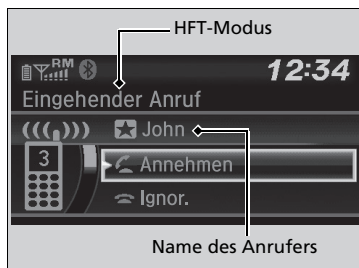 HFT-Modus
RM 12:34
Eingehender Anruf
John
3
Annehmen
Ignor.
Name des Anrufers